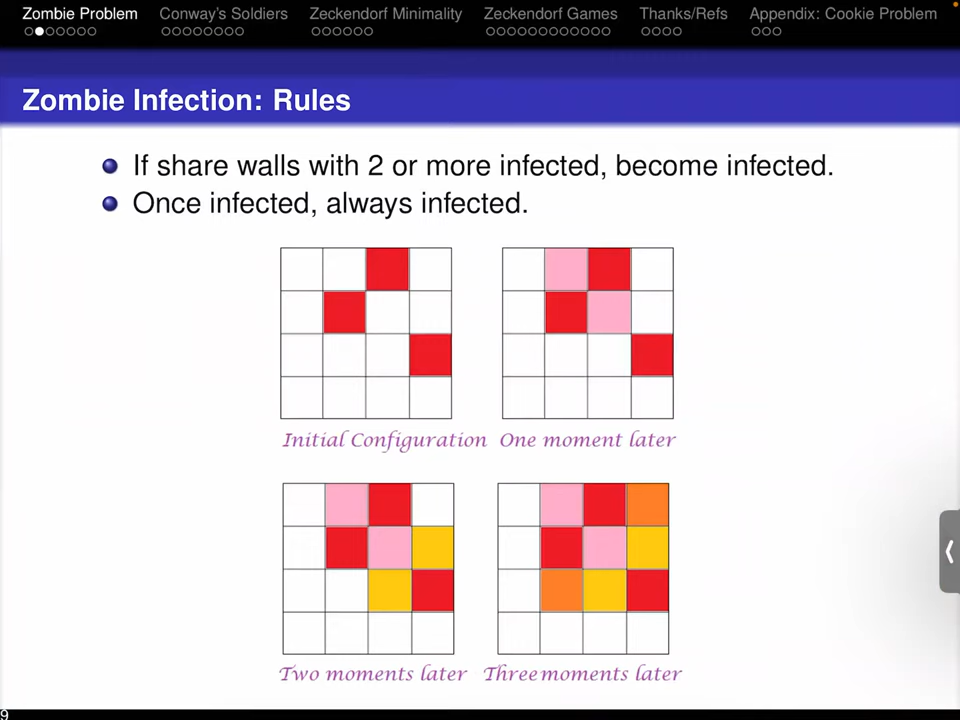 Zombie Problem Conway's Soldiers Zeckendorf Minimality Zeckendorf Games Thanks/Refs Appendix: Cookie Problem
Zombie Infection: Rules
If share walls with 2 or more infected, become infected.
Once infected, always infected.
Initial Configuration One moment later
Two moments later Three moments later
9